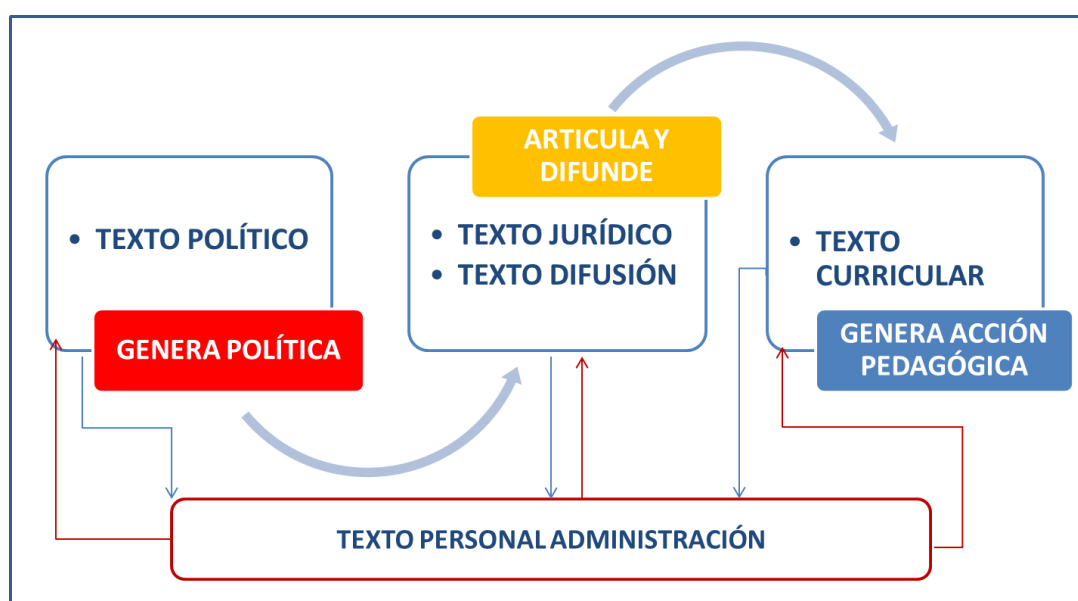 • TEXTO POLÍTICO
GENERA POLÍTICA
ARTICULA Y
DIFUNDE
• TEXTO JURÍDICO
• TEXTO DIFUSIÓN
• TEXTO
CURRICULAR
GENERA ACCIÓN
PEDAGÓGICA
TEXTO PERSONAL ADMINISTRACIÓN